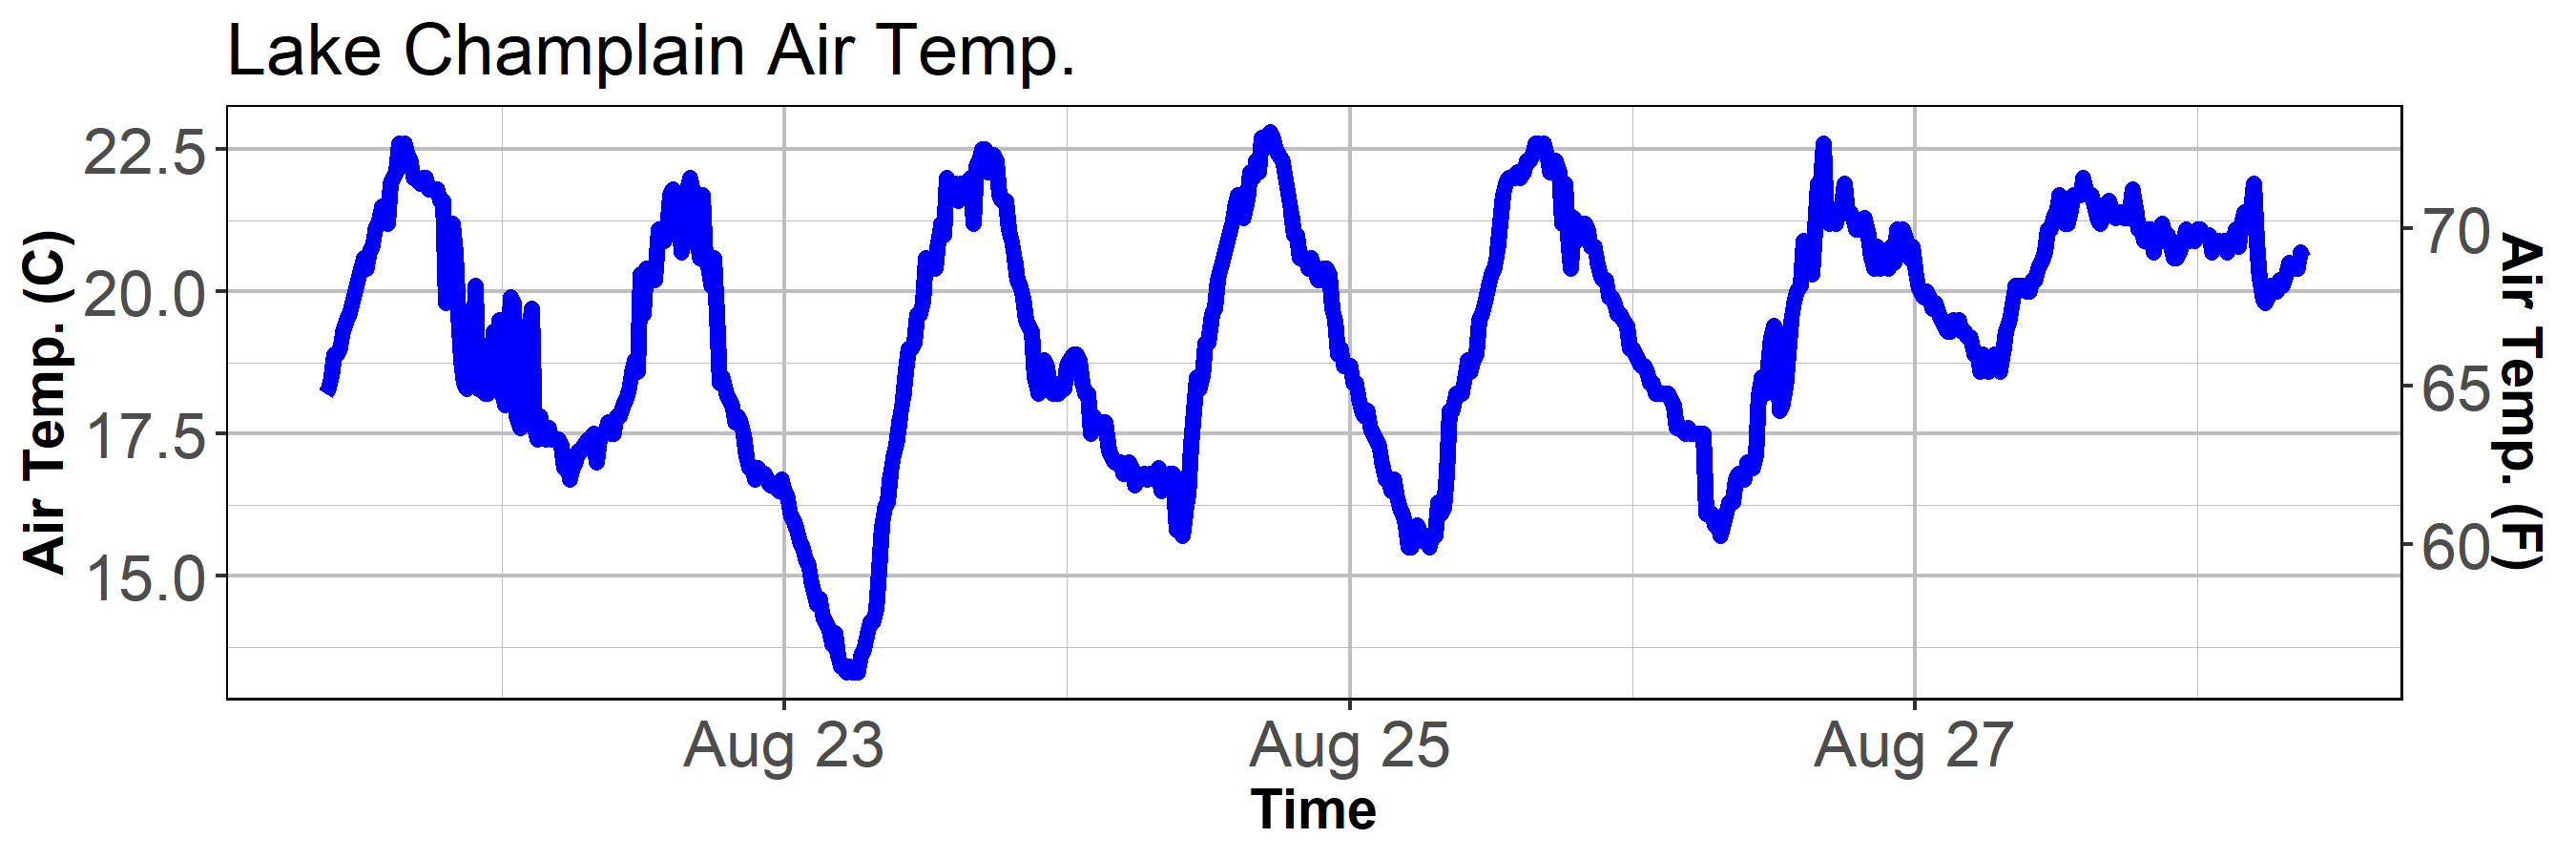 Lake Champlain Air Temp.
Air Temp. (C)
22.5
20.0
17.5
15.0
70
65
60
Air Temp. (F)
Aug 23
Aug 25
Aug 27
Time